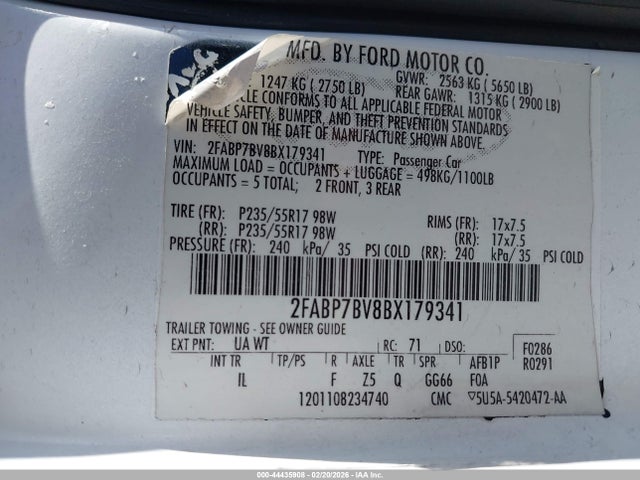 MFD. BY FORD MOTOR CO.
GVWR: 2563 KG ( 5650 LB)
1247 KG ( 2750 LB) REAR GAWR: 1315 KG ( 2900 LB)
CLE CONFORMS TO ALL APPLICABLE FEDERAL MOTOR
VEHICLE SAFETY, BUMPER, AND THEFT PREVENTION STANDARDS
IN EFFECT ON THE DATE OF MANUFACTURE SHOWN ABOVE.
VIN: 2FABP7BV8BX179341 TYPE: Passenger Car
MAXIMUM LOAD = OCCUPANTS + LUGGAGE = 498KG/1100LB
OCCUPANTS = 5 TOTAL; 2 FRONT, 3 REAR
TIRE (FR): P235/55R17 98W RIMS (FR): 17x7.5
(RR): P235/55R17 98W (RR): 17x7.5
PRESSURE (FR): 240 kPa/ 35 PSI COLD (RR): 240 kPa/ 35 PSI COLD
2FABP7BV8BX179341
TRAILER TOWING - SEE OWNER GUIDE
EXT PNT: UA WT RC: 71 DSO: F0286
R0291
INT TR TP/PS R AXLE TR SPR AFB1P
IL F Z5 Q GG66 F0A
1201108234740 CMC ▽5U5A-5420472-AA
000-44435908 - 02/20/2026 - IAA Inc.